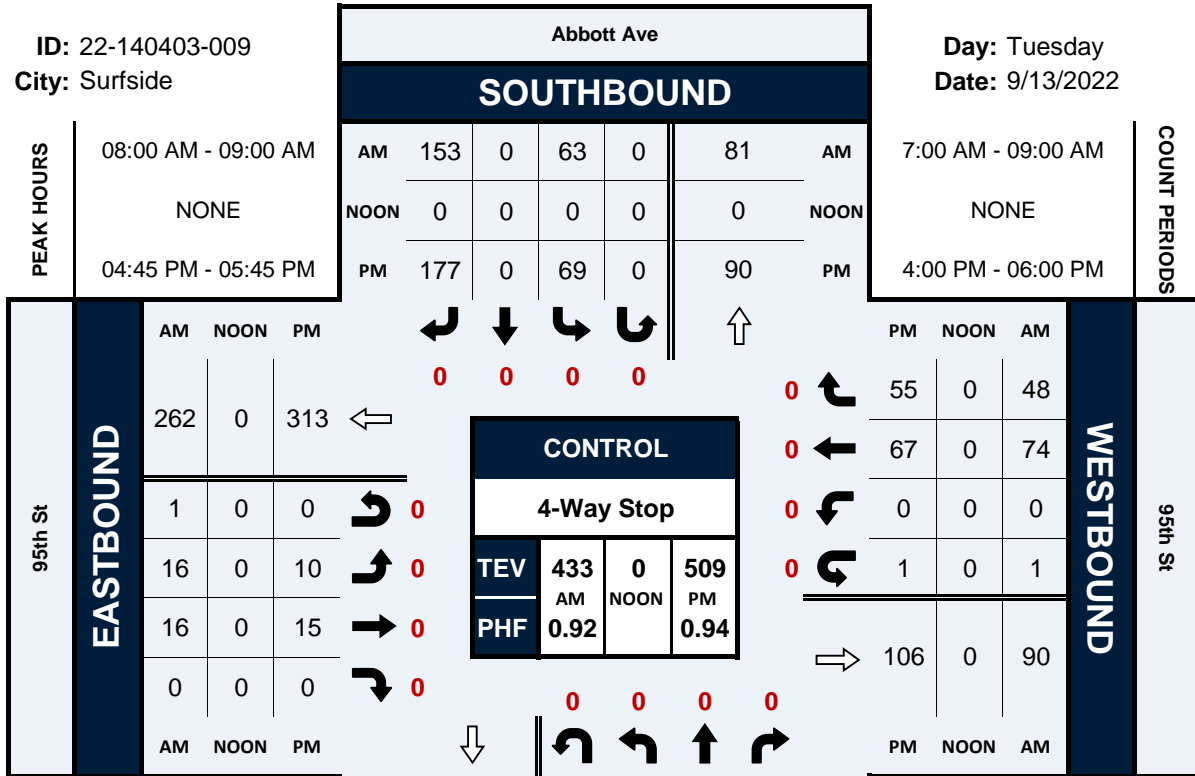 Abbott Ave
ID: 22-140403-009
City: Surfside
Day: Tuesday
Date: 9/13/2022
SOUTHBOUND
PEAK HOURS
08:00 AM - 09:00 AM
NONE
04:45 PM - 05:45 PM
AM 153 0 63 0 81 AM
NOON 0 0 0 0 0 NOON
PM 177 0 69 0 90 PM
7:00 AM - 09:00 AM
NONE
4:00 PM - 06:00 PM
COUNT PERIODS
0 0 0 0
95th St
EASTBOUND
AM NOON PM
262 0 313
1 0 0 0
16 0 10 0
16 0 15 0
0 0 0 0
AM NOON PM
CONTROL
4-Way Stop
TEV 433 0 509
AM NOON PM
PHF 0.92 0.94
PM NOON AM
0 55 0 48
0 67 0 74
0 0 0 0
0 1 0 1
106 0 90
PM NOON AM
WESTBOUND
95th St
0 0 0 0